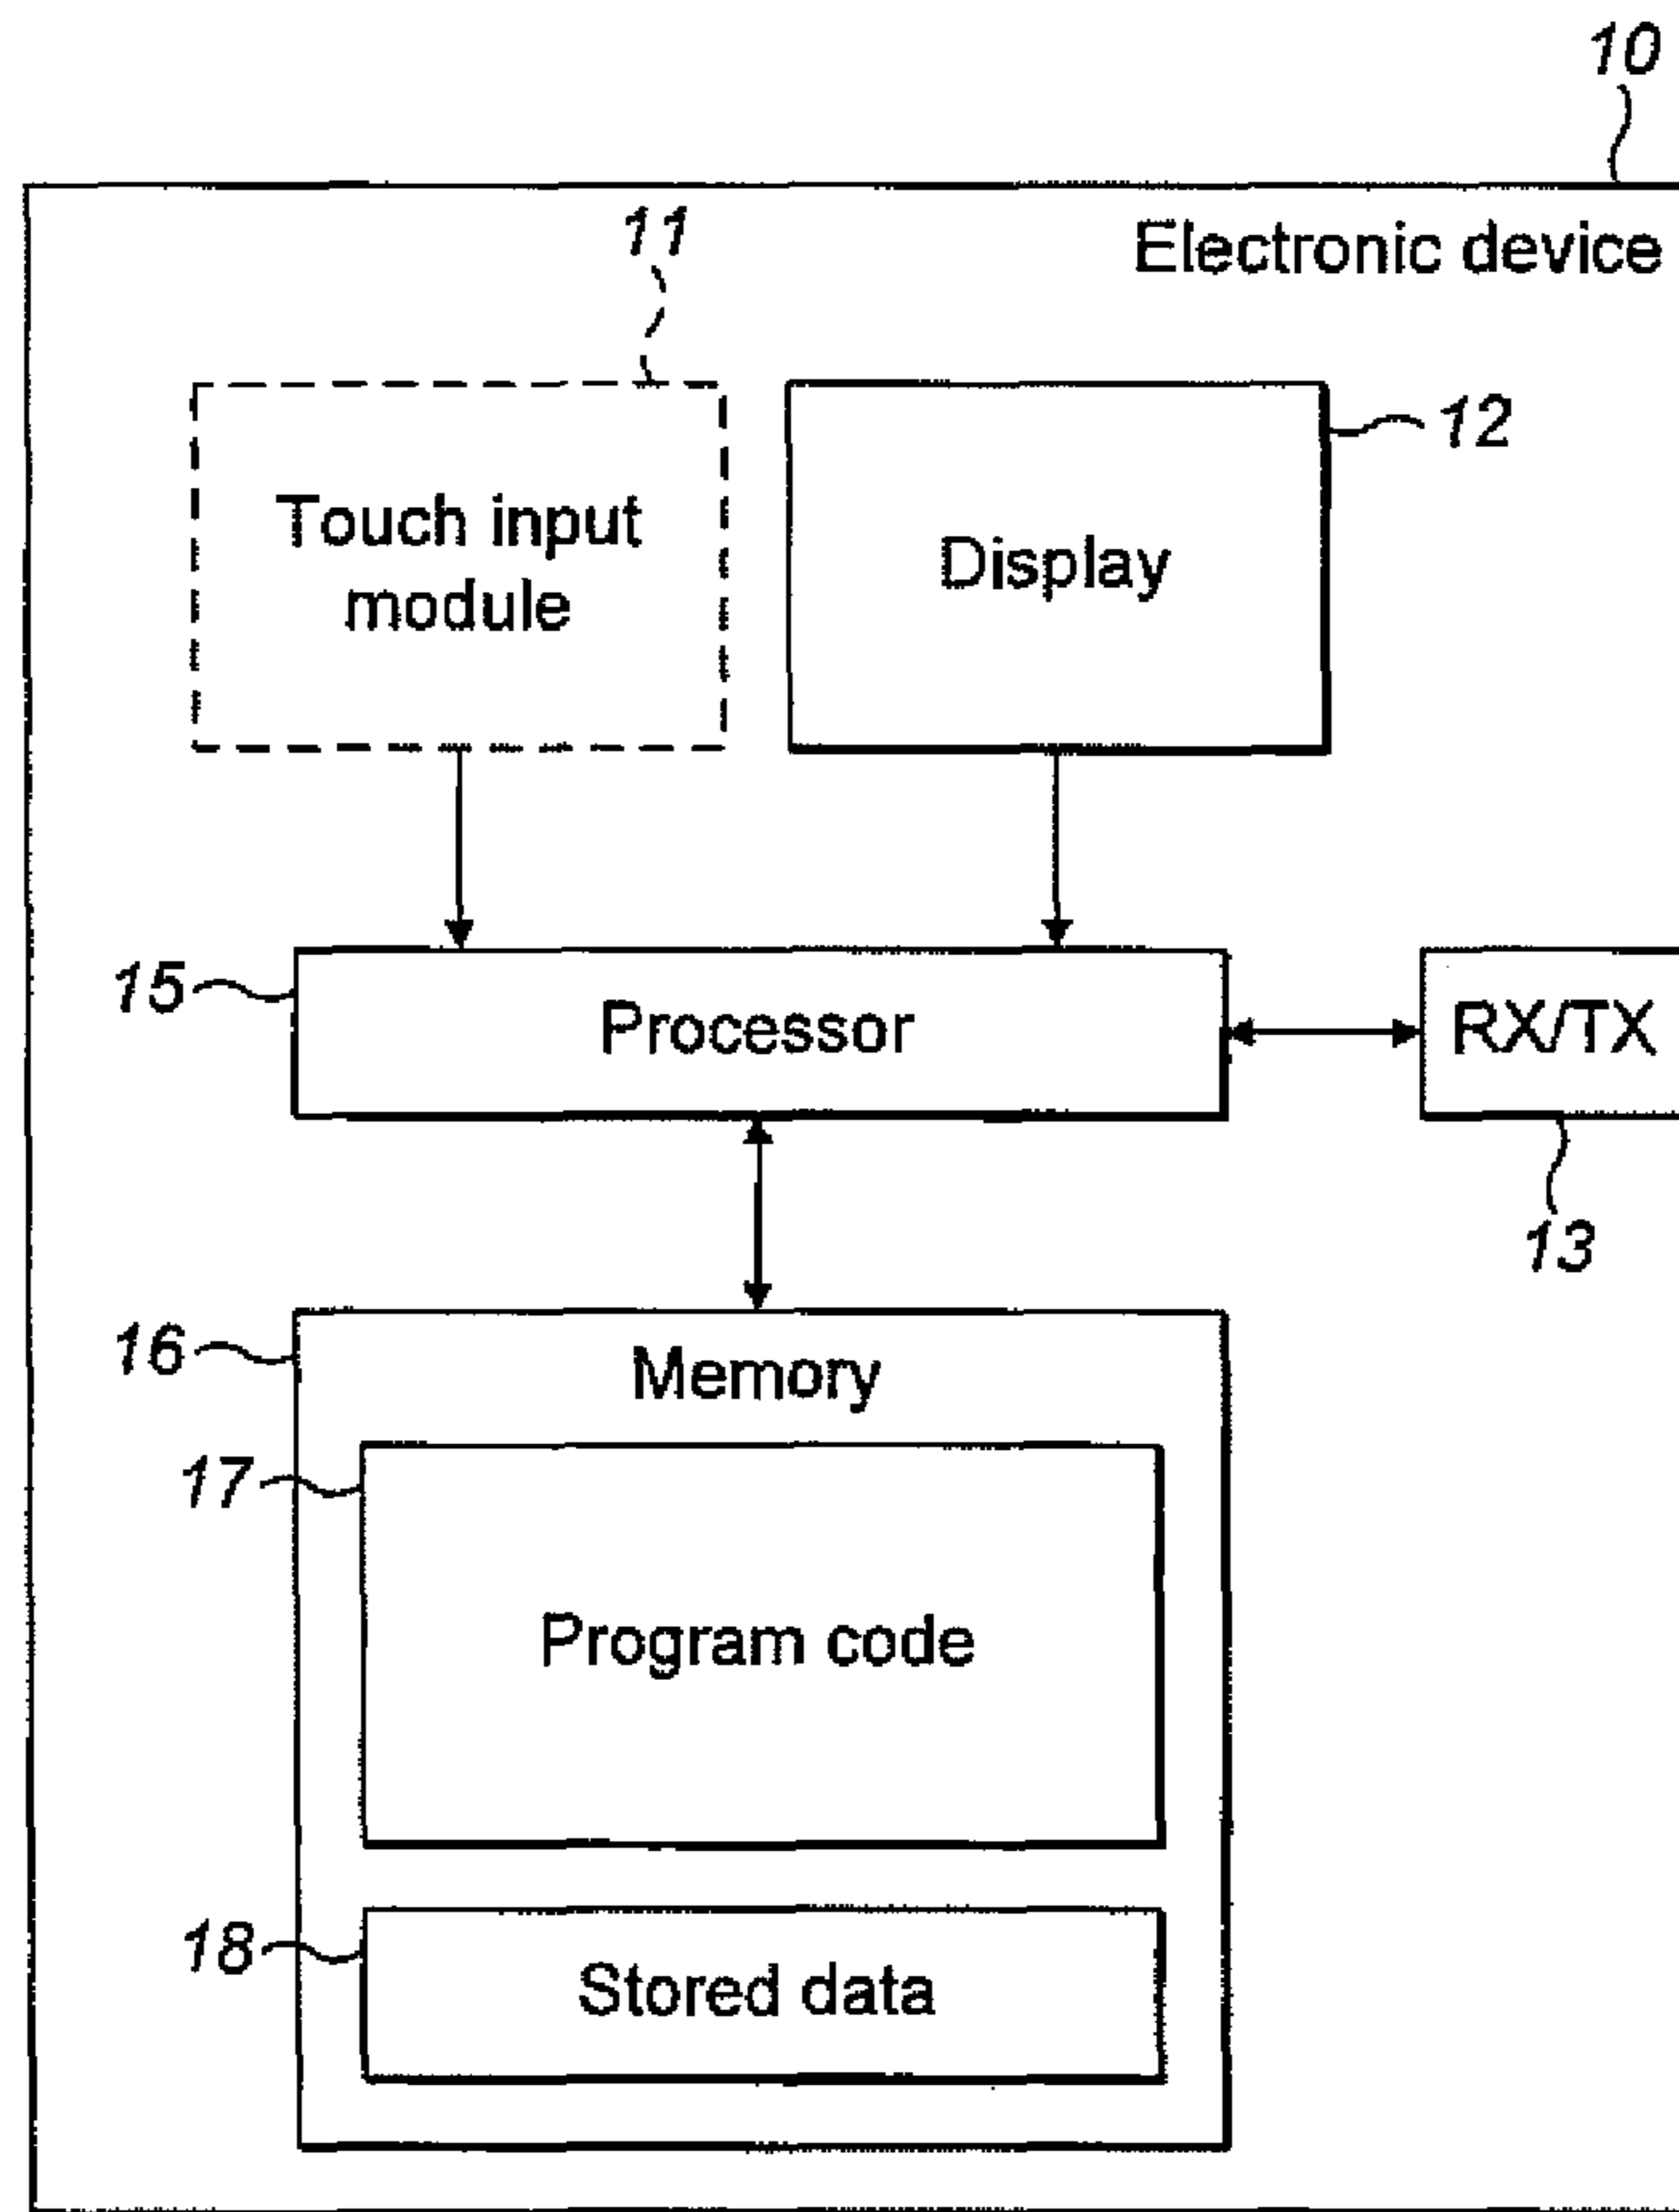 10
Electronic device
11
12
Touch input
module
Display
15
Processor
RX/TX
13
16
Memory
17
Program code
18
Stored data